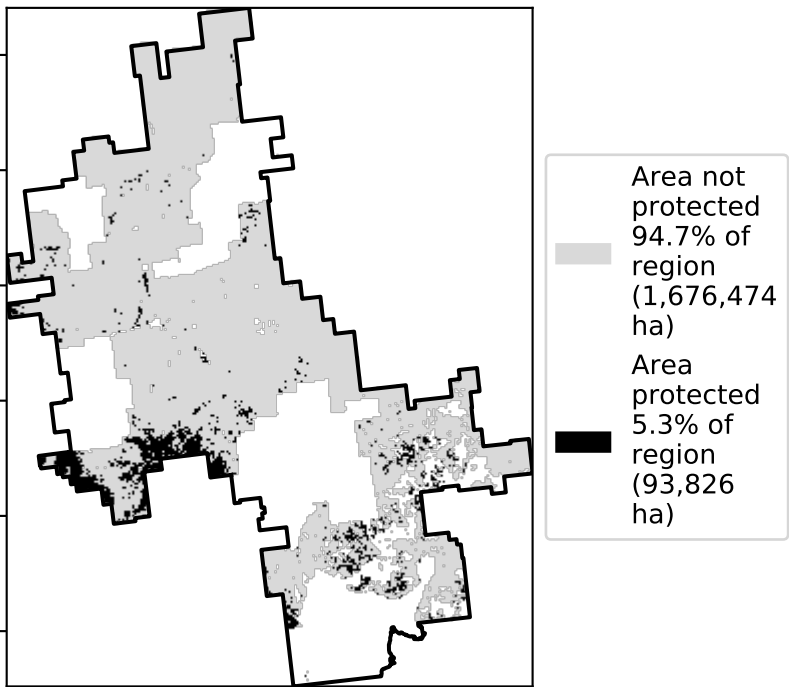 Area not
protected
94.7% of
region
(1,676,474
ha)
Area
protected
5.3% of
region
(93,826
ha)